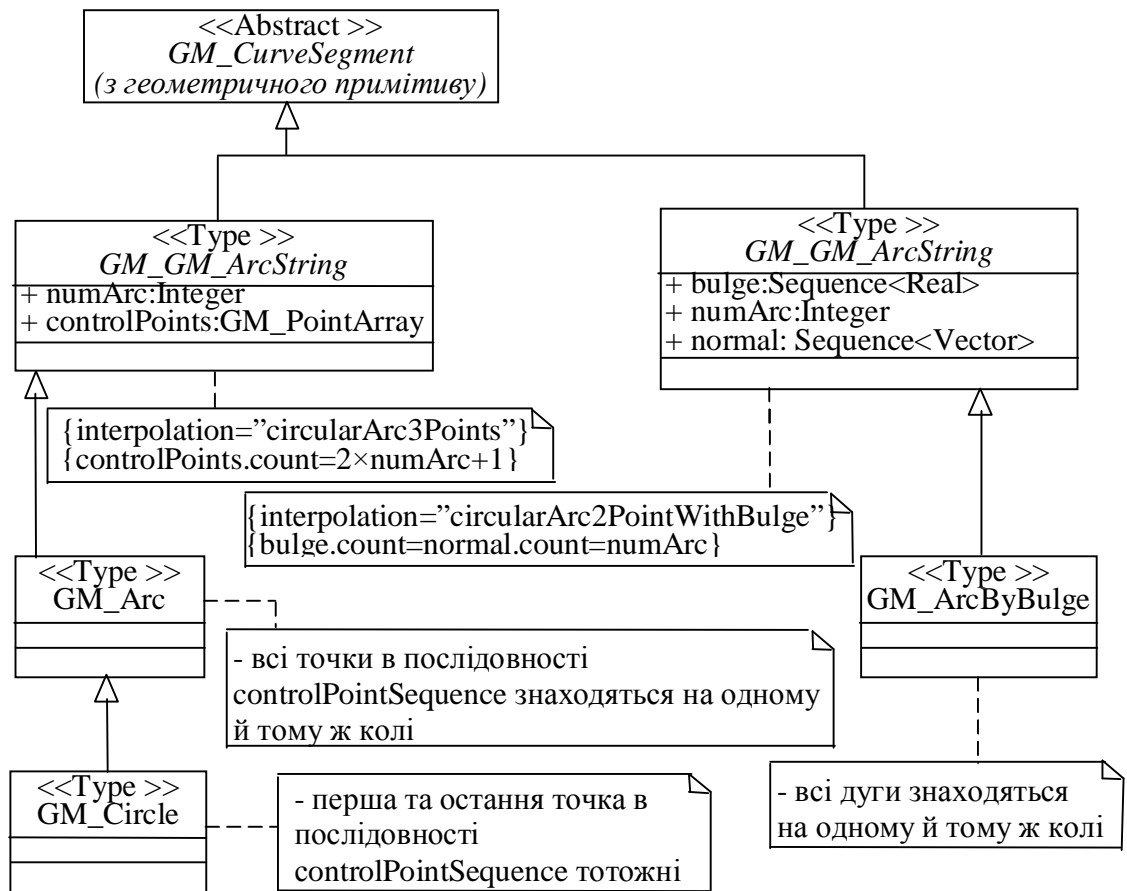 <<Abstract >>
GM_CurveSegment
(з геометричного примітиву)
<<Type >>
GM_GM_ArcString
+ numArc:Integer
+ controlPoints:GM_PointArray
<<Type >>
GM_GM_ArcString
+ bulge:Sequence<Real>
+ numArc:Integer
+ normal: Sequence<Vector>
{interpolation=”circularArc3Points”}
{controlPoints.count=2×numArc+1}
{interpolation=”circularArc2PointWithBulge”}
{bulge.count=normal.count=numArc}
<<Type >>
GM_Arc
<<Type >>
GM_ArcByBulge
- всі точки в послідовності
controlPointSequence знаходяться на одному
й тому ж колі
<<Type >>
GM_Circle
- перша та остання точка в
послідовності
controlPointSequence тотожні
- всі дуги знаходяться
на одному й тому ж колі